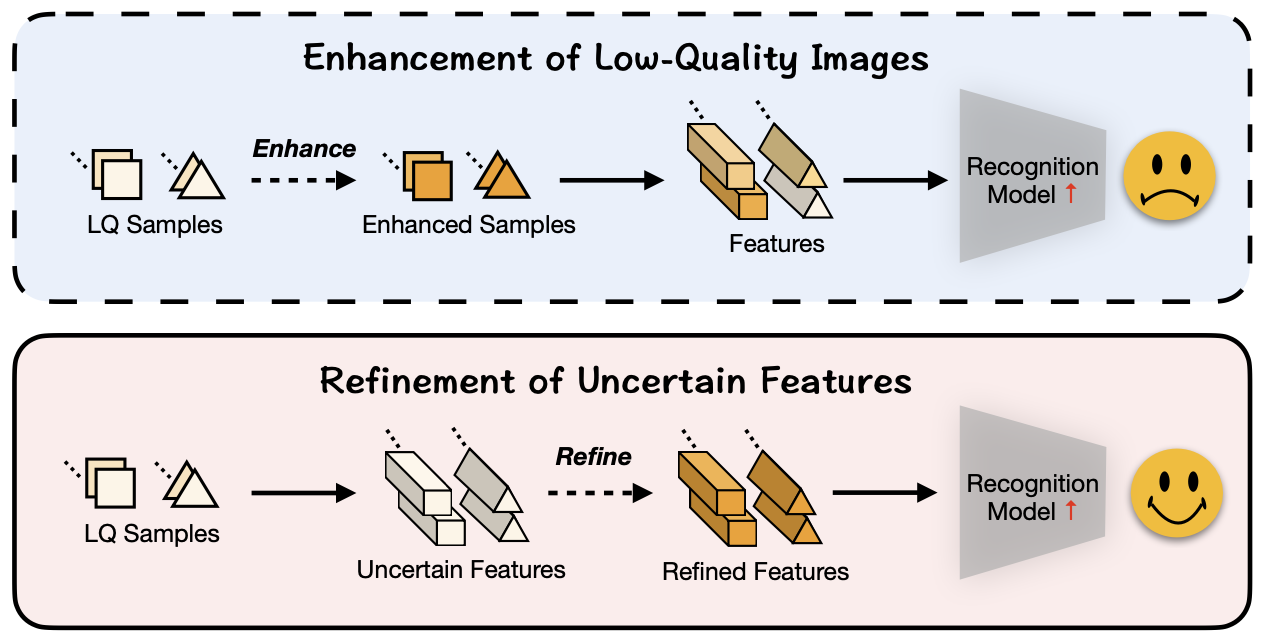 Enhancement of Low-Quality Images
Enhance
LQ Samples
Enhanced Samples
Features
Recognition
Model ↑
Refinement of Uncertain Features
Refine
LQ Samples
Uncertain Features
Refined Features
Recognition
Model ↑